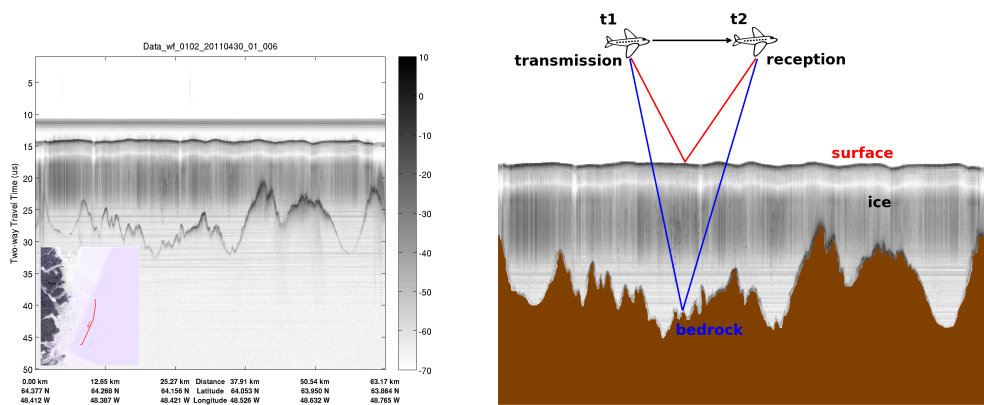 Data_wf_0102_20110430_01_006
Two-way Travel Time (us)
5
10
15
20
25
30
35
40
45
50
10
0
-10
-20
-30
-40
-50
-60
-70
0.00 km 12.65 km 25.27 km Distance 37.91 km 50.54 km 63.17 km
64.377 N 64.268 N 64.156 N Latitude 64.053 N 63.950 N 63.864 N
48.412 W 48.387 W 48.421 W Longitude 48.526 W 48.632 W 48.765 W
t1 t2
transmission reception
surface
ice
bedrock